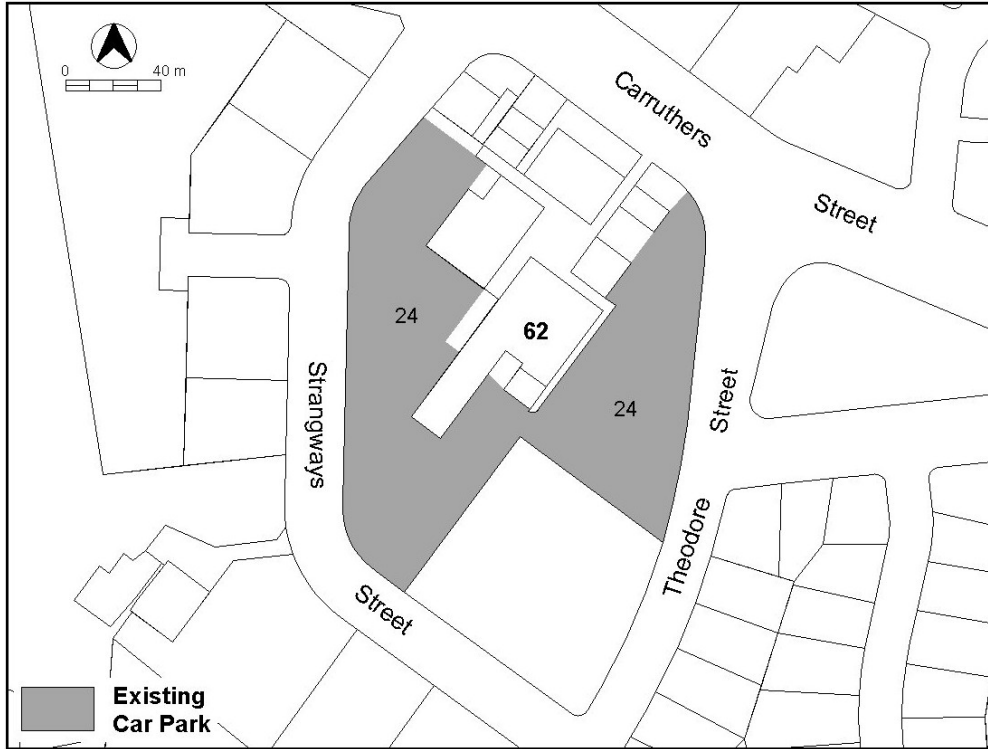 0 40 m
Carruthers
Street
24
62
24
Strangways
Street
Street
Theodore
Existing
Car Park